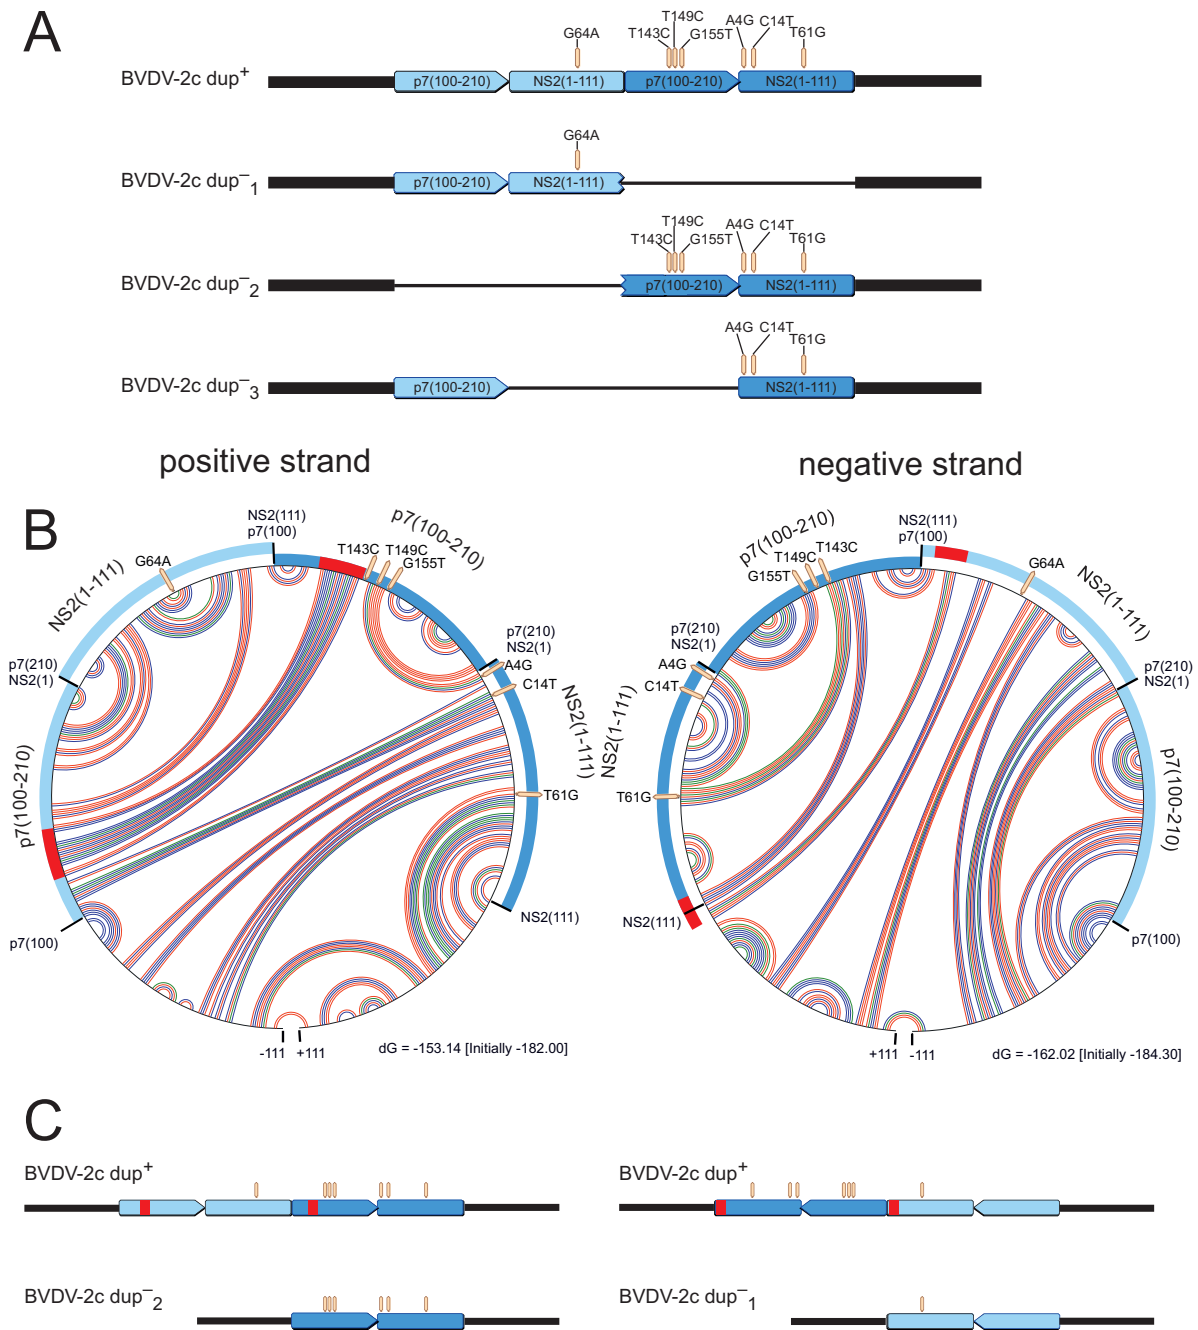 A
BVDV-2c dup+
G64A
T143C
T149C
G155T
A4G
C14T
T61G
p7(100-210)
NS2(1-111)
p7(100-210)
NS2(1-111)
BVDV-2c dup–1
G64A
p7(100-210)
NS2(1-111)
BVDV-2c dup–2
T143C
T149C
G155T
A4G
C14T
T61G
p7(100-210)
NS2(1-111)
BVDV-2c dup–3
A4G
C14T
T61G
p7(100-210)
NS2(1-111)
positive strand
negative strand
B
NS2(111)
p7(100)
p7(100-210)
T143C
T149C
G155T
G64A
NS2(1-111)
p7(210)
NS2(1)
p7(210)
NS2(1)
A4G
C14T
NS2(1-111)
T61G
p7(100-210)
p7(100)
NS2(111)
-111
+111
dG = -153.14 [Initially -182.00]
NS2(111)
p7(100)
p7(100-210)
T143C
T149C
G155T
G64A
NS2(1-111)
p7(210)
NS2(1)
A4G
C14T
p7(210)
NS2(1)
NS2(1-111)
T61G
p7(100-210)
NS2(111)
p7(100)
+111
-111
dG = -162.02 [Initially -184.30]
C
BVDV-2c dup+
BVDV-2c dup+
BVDV-2c dup–2
BVDV-2c dup–1